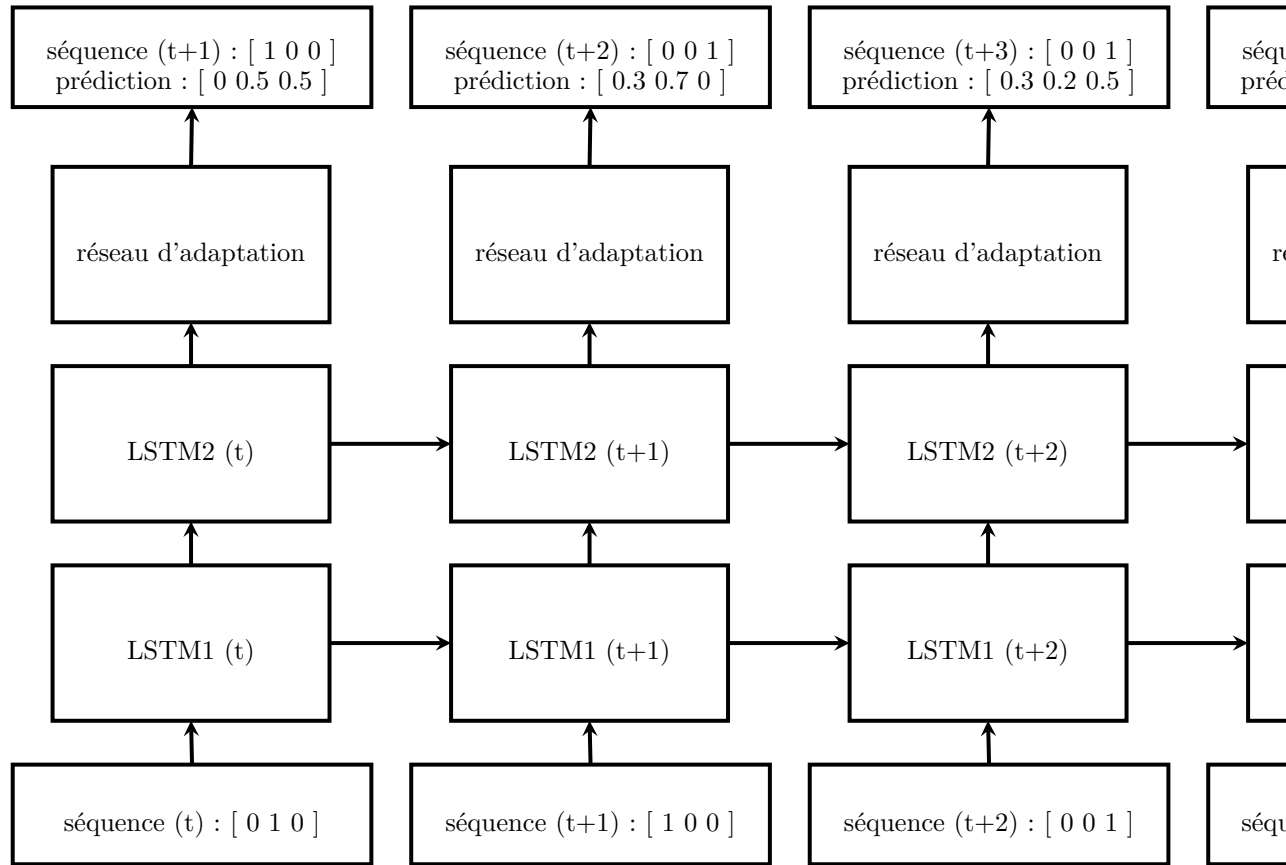 séquence (t+1) : [ 1 0 0 ]
prédiction : [ 0 0.5 0.5 ]
séquence (t+2) : [ 0 0 1 ]
prédiction : [ 0.3 0.7 0 ]
séquence (t+3) : [ 0 0 1 ]
prédiction : [ 0.3 0.2 0.5 ]
réseau d'adaptation
réseau d'adaptation
réseau d'adaptation
LSTM2 (t)
LSTM2 (t+1)
LSTM2 (t+2)
LSTM1 (t)
LSTM1 (t+1)
LSTM1 (t+2)
séquence (t) : [ 0 1 0 ]
séquence (t+1) : [ 1 0 0 ]
séquence (t+2) : [ 0 0 1 ]